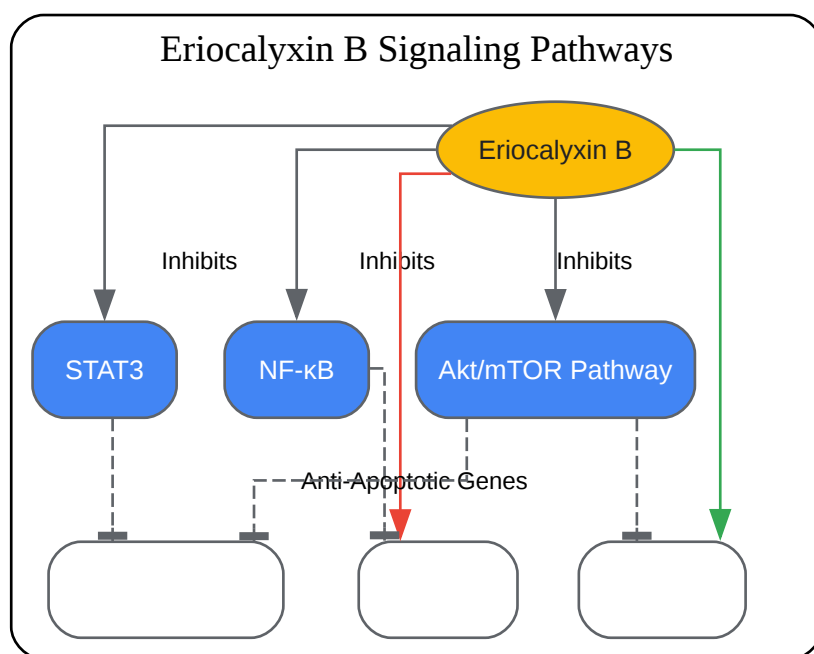 Eriocalyxin B Signaling Pathways
Eriocalyxin B
Inhibits
Inhibits
Inhibits
STAT3
NF-κB
Akt/mTOR Pathway
Anti-Apoptotic Genes